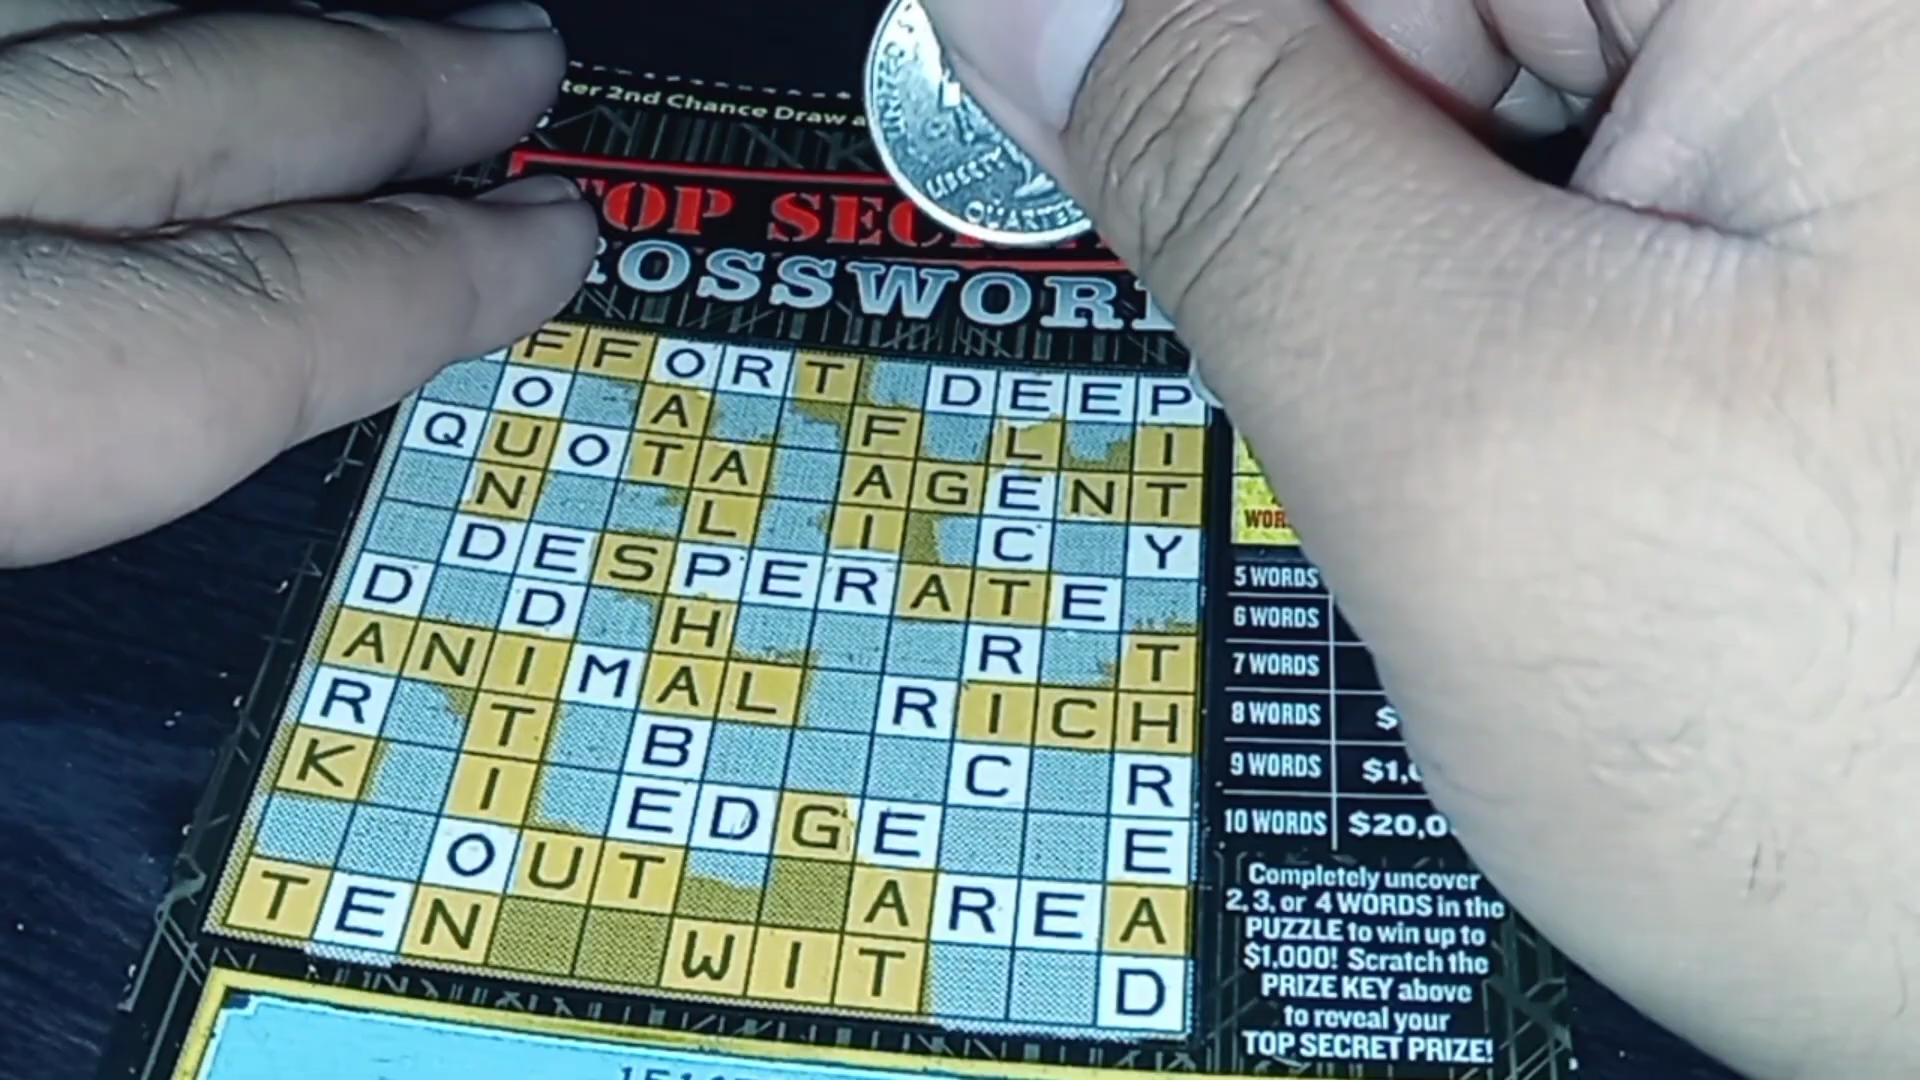 ter 2nd Chance Draw a
TOP SEC
ROSSWOR
FFORT DEEP
O A F L I
QUOTA AGENT
N L I C Y
DESPERATE
D D H R T
ANIMAL RICH
R T B C R
K I EDGE E
OUT AREA
TEN WIT D
UNITED S
LIBERTY
QUARTER
WOR
5 WORDS
6 WORDS
7 WORDS
8 WORDS $
9 WORDS $1,
10 WORDS $20,0
Completely uncover
2, 3, or 4 WORDS in the
PUZZLE to win up to
$1,000! Scratch the
PRIZE KEY above
to reveal your
TOP SECRET PRIZE!